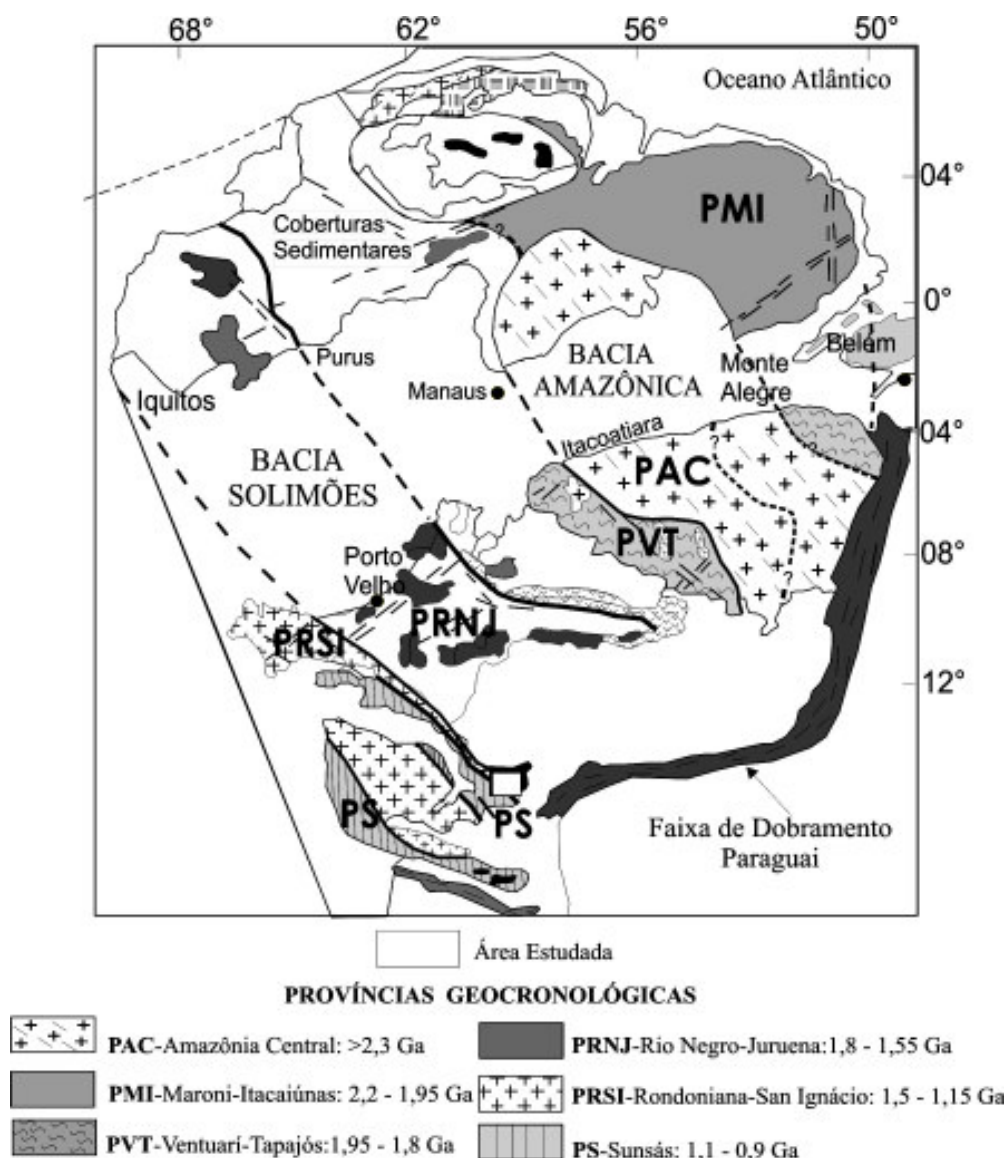 68° 62° 56° 50°
Oceano Atlântico
04°
PMI
Coberturas
Sedimentares
?
0°
Purus
BACIA
AMAZÔNICA
Monte
Alegre
Belém
Manaus
Iquitos
Itacoatiara
04°
BACIA
SOLIMÕES
PAC
?
?
PVT
08°
Porto
Velho
?
PRNJ
PRSI
12°
PS
PS
Faixa de Dobramento
Paraguai
Área Estudada
PROVÍNCIAS GEOCRONOLÓGICAS
PAC-Amazônia Central: >2,3 Ga
PRNJ-Rio Negro-Juruena:1,8 - 1,55 Ga
PMI-Maroni-Itacaiúnas: 2,2 - 1,95 Ga
PRSI-Rondoniana-San Ignácio: 1,5 - 1,15 Ga
PVT-Ventuarí-Tapajós:1,95 - 1,8 Ga
PS-Sunsás: 1,1 - 0,9 Ga